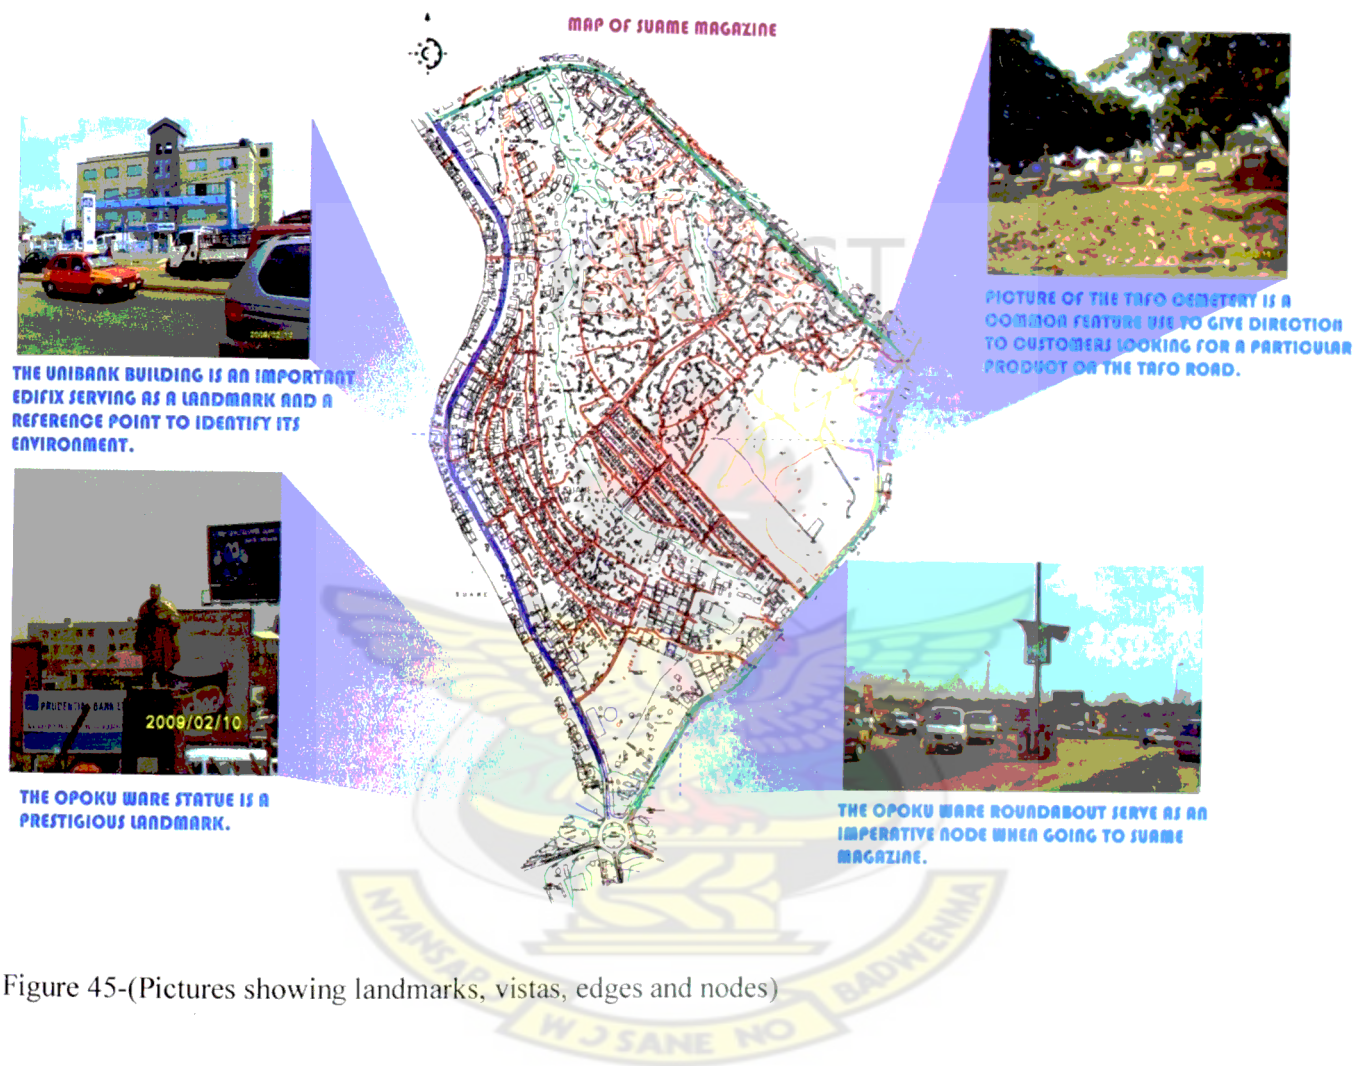 MAP OF SUAME MAGAZINE
THE UNIBANK BUILDING IS AN IMPORTANT
EDIFIX SERVING AS A LANDMARK AND A
REFERENCE POINT TO IDENTIFY ITS
ENVIRONMENT.
PICTURE OF THE TAFO CEMETERY IS A
COMMON FEATURE USE TO GIVE DIRECTION
TO CUSTOMERS LOOKING FOR A PARTICULAR
PRODUCT ON THE TAFO ROAD.
SUAME
PRUDENTIAL BANK
2009/02/10
THE OPOKU WARE STATUE IS A
PRESTIGIOUS LANDMARK.
THE OPOKU WARE ROUNDABOUT SERVE AS AN
IMPERATIVE NODE WHEN GOING TO SUAME
MAGAZINE.
Figure 45-(Pictures showing landmarks, vistas, edges and nodes)
NYANSAP BADWENMA
W Ɔ SANE NO